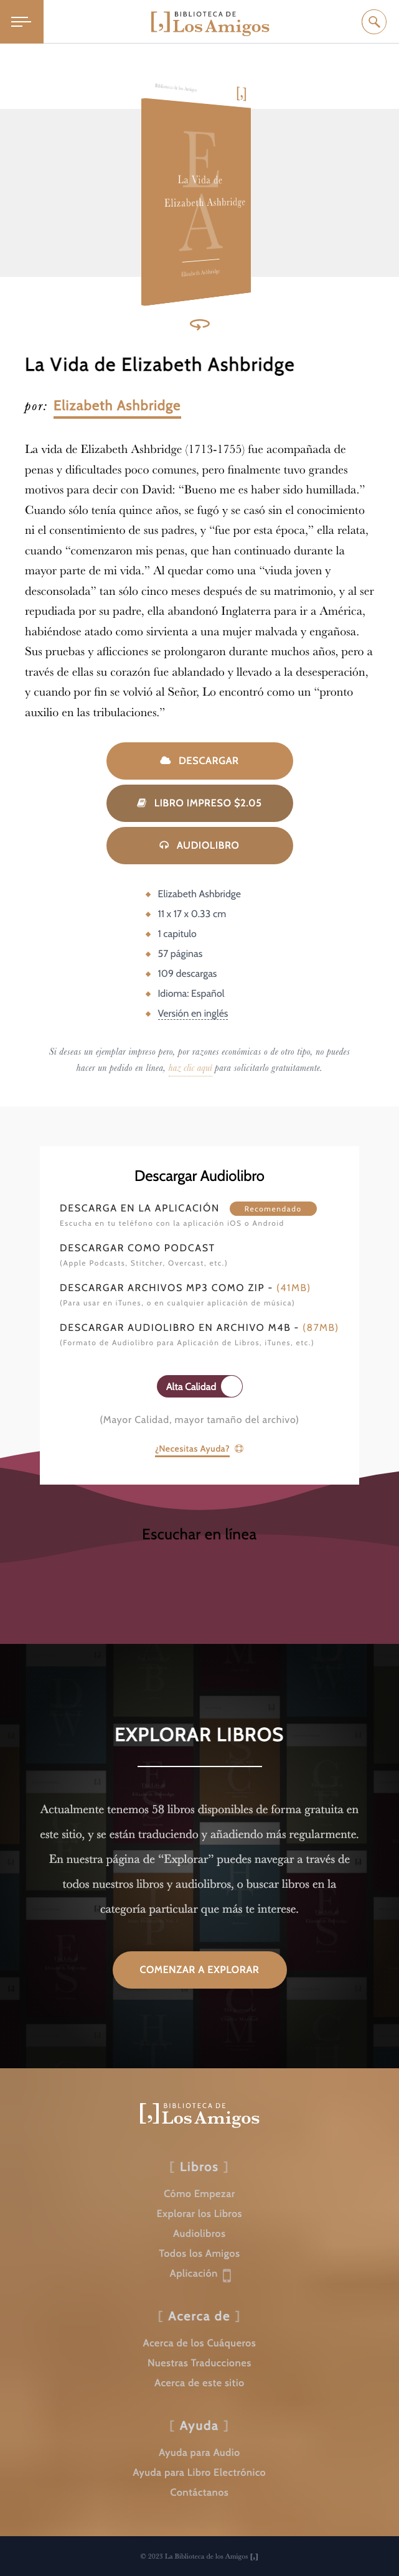 BIBLIOTECA DE
[,] Los Amigos
Biblioteca de los Amigos
[,]
E
A
La Vida de
Elizabeth Ashbridge
Elizabeth Ashbridge
La Vida de Elizabeth Ashbridge
por: Elizabeth Ashbridge
La vida de Elizabeth Ashbridge (1713-1755) fue acompañada de
penas y dificultades poco comunes, pero finalmente tuvo grandes
motivos para decir con David: “Bueno me es haber sido humillada.”
Cuando sólo tenía quince años, se fugó y se casó sin el conocimiento
ni el consentimiento de sus padres, y “fue por esta época,” ella relata,
cuando “comenzaron mis penas, que han continuado durante la
mayor parte de mi vida.” Al quedar como una “viuda joven y
desconsolada” tan sólo cinco meses después de su matrimonio, y al ser
repudiada por su padre, ella abandonó Inglaterra para ir a América,
habiéndose atado como sirvienta a una mujer malvada y engañosa.
Sus pruebas y aflicciones se prolongaron durante muchos años, pero a
través de ellas su corazón fue ablandado y llevado a la desesperación,
y cuando por fin se volvió al Señor, Lo encontró como un “pronto
auxilio en las tribulaciones.”
DESCARGAR
LIBRO IMPRESO $2.05
AUDIOLIBRO
Elizabeth Ashbridge
11 x 17 x 0.33 cm
1 capitulo
57 páginas
109 descargas
Idioma: Español
Versión en inglés
Si deseas un ejemplar impreso pero, por razones económicas o de otro tipo, no puedes
hacer un pedido en línea, haz clic aquí para solicitarlo gratuitamente.
Descargar Audiolibro
DESCARGA EN LA APLICACIÓN Recomendado
Escucha en tu teléfono con la aplicación iOS o Android
DESCARGAR COMO PODCAST
(Apple Podcasts, Stitcher, Overcast, etc.)
DESCARGAR ARCHIVOS MP3 COMO ZIP - (41MB)
(Para usar en iTunes, o en cualquier aplicación de música)
DESCARGAR AUDIOLIBRO EN ARCHIVO M4B - (87MB)
(Formato de Audiolibro para Aplicación de Libros, iTunes, etc.)
Alta Calidad
(Mayor Calidad, mayor tamaño del archivo)
¿Necesitas Ayuda?
Escuchar en línea
EXPLORAR LIBROS
Actualmente tenemos 58 libros disponibles de forma gratuita en
este sitio, y se están traduciendo y añadiendo más regularmente.
En nuestra página de “Explorar” puedes navegar a través de
todos nuestros libros y audiolibros, o buscar libros en la
categoría particular que más te interese.
COMENZAR A EXPLORAR
BIBLIOTECA DE
[,] Los Amigos
[ Libros ]
Cómo Empezar
Explorar los Libros
Audiolibros
Todos los Amigos
Aplicación
[ Acerca de ]
Acerca de los Cuáqueros
Nuestras Traducciones
Acerca de este sitio
[ Ayuda ]
Ayuda para Audio
Ayuda para Libro Electrónico
Contáctanos
© 2023 La Biblioteca de los Amigos [,]